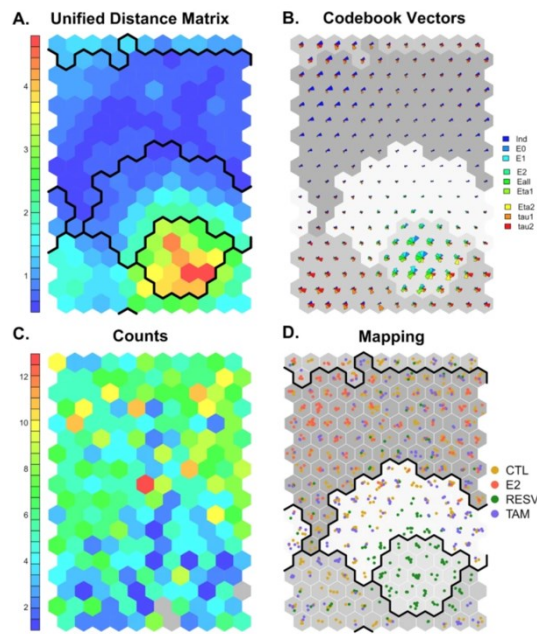 A. Unified Distance Matrix
4
3
2
1
B. Codebook Vectors
Ind
E0
E1
E2
Eall
Eta1
Eta2
tau1
tau2
C. Counts
12
10
8
6
4
2
D. Mapping
CTL
E2
RESV
TAM